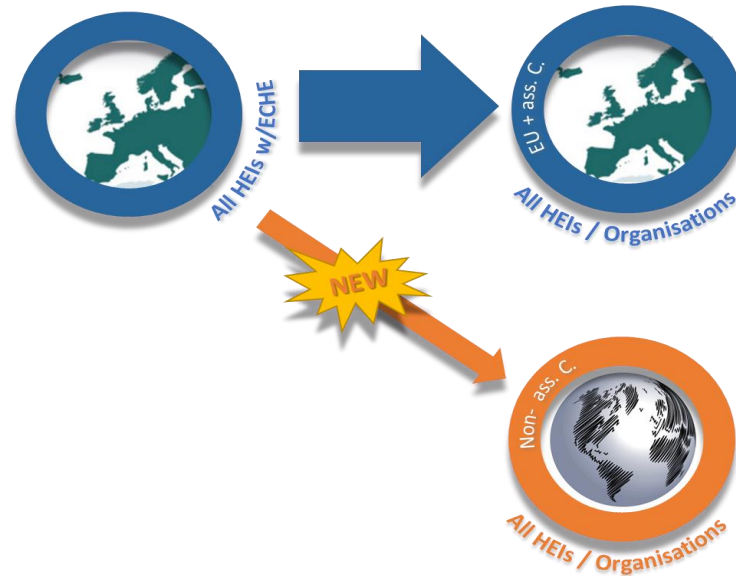 All HEIs w/ECHE
EU + ass. C.
All HEIs / Organisations
NEW
Non- ass. C.
All HEIs / Organisations